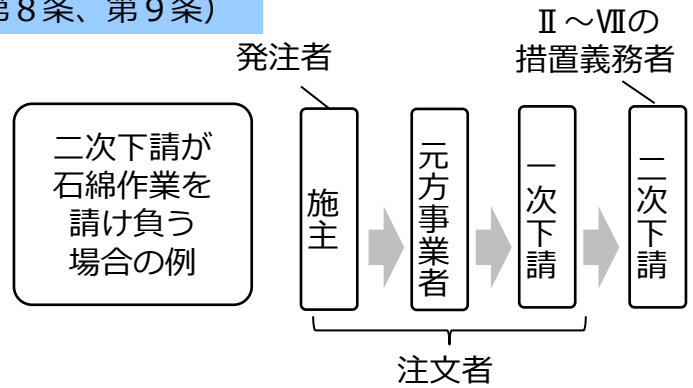 第８条、第９条）
発注者
Ⅱ～Ⅶの
措置義務者
二次下請が
石綿作業を
請け負う
場合の例
施主
元方事業者
一次下請
二次下請
注文者